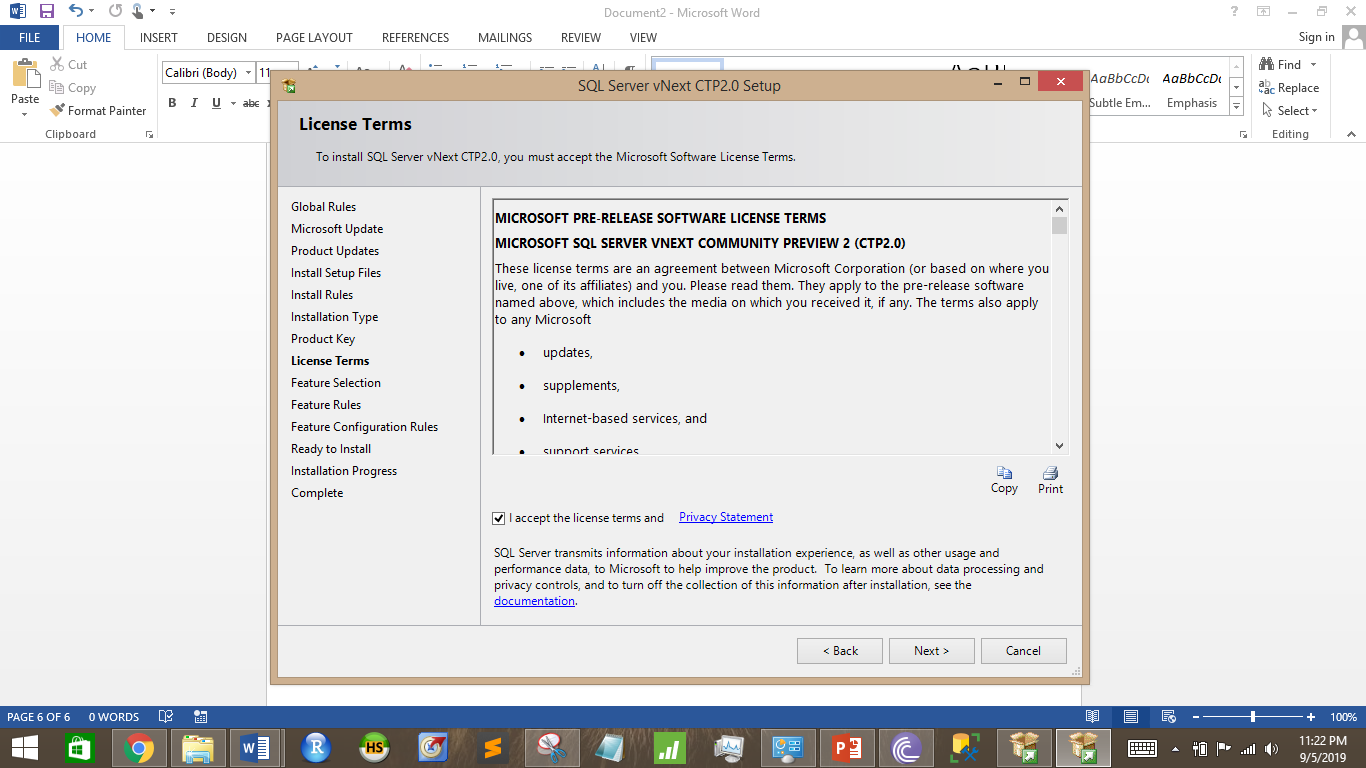 Document2 - Microsoft Word
FILE HOME INSERT DESIGN PAGE LAYOUT REFERENCES MAILINGS REVIEW VIEW Sign in
Paste
Cut
Copy
Format Painter
Clipboard
Calibri (Body) 11
B I U abc
AaBbCcDc AaBbCcDc
Subtle Em... Emphasis
Find
Replace
Select
Editing
SQL Server vNext CTP2.0 Setup
License Terms
To install SQL Server vNext CTP2.0, you must accept the Microsoft Software License Terms.
Global Rules
Microsoft Update
Product Updates
Install Setup Files
Install Rules
Installation Type
Product Key
License Terms
Feature Selection
Feature Rules
Feature Configuration Rules
Ready to Install
Installation Progress
Complete
MICROSOFT PRE-RELEASE SOFTWARE LICENSE TERMS
MICROSOFT SQL SERVER VNEXT COMMUNITY PREVIEW 2 (CTP2.0)
These license terms are an agreement between Microsoft Corporation (or based on where you
live, one of its affiliates) and you. Please read them. They apply to the pre-release software
named above, which includes the media on which you received it, if any. The terms also apply
to any Microsoft
• updates,
• supplements,
• Internet-based services, and
• support services
Copy Print
I accept the license terms and Privacy Statement
SQL Server transmits information about your installation experience, as well as other usage and
performance data, to Microsoft to help improve the product. To learn more about data processing and
privacy controls, and to turn off the collection of this information after installation, see the
documentation.
< Back Next > Cancel
PAGE 6 OF 6 0 WORDS 100%
R HS
11:22 PM
9/5/2019